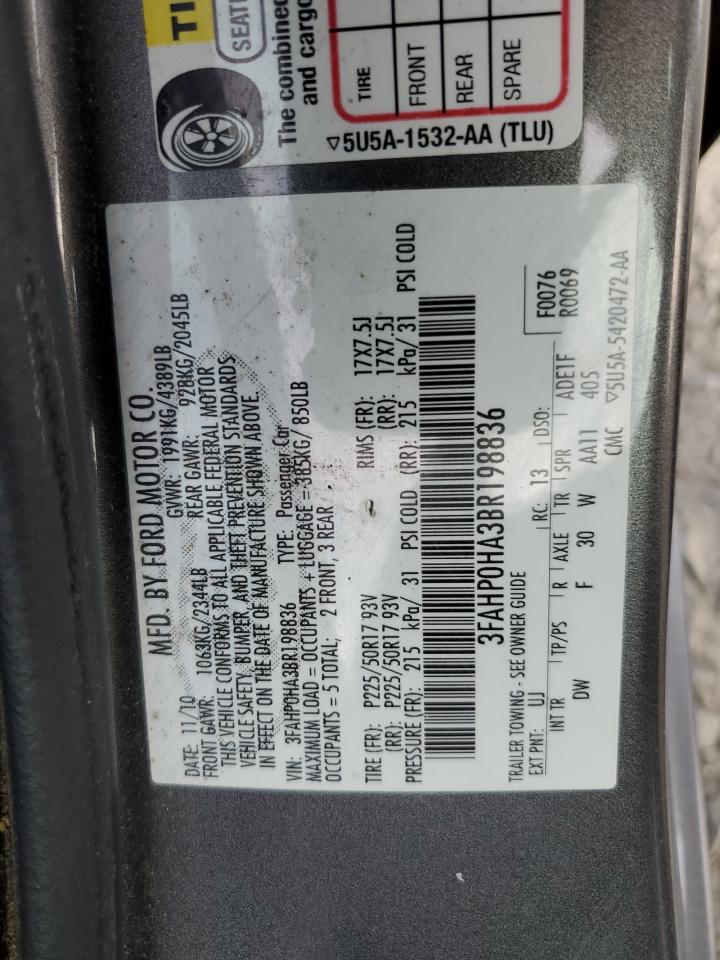 TI
SEATI
The combined
and cargo
TIRE
FRONT
REAR
SPARE
▽5U5A-1532-AA (TLU)
MFD. BY FORD MOTOR CO.
DATE: 11/10 GVWR: 1991KG/4389LB
FRONT GAWR: 1063KG/2344LB REAR GAWR: 928KG/2045LB
THIS VEHICLE CONFORMS TO ALL APPLICABLE FEDERAL MOTOR
VEHICLE SAFETY, BUMPER, AND THEFT PREVENTION STANDARDS
IN EFFECT ON THE DATE OF MANUFACTURE SHOWN ABOVE.
VIN: 3FAHP0HA3BR198836 TYPE: Passenger Car
MAXIMUM LOAD = OCCUPANTS + LUGGAGE = 385KG/ 850LB
OCCUPANTS = 5 TOTAL; 2 FRONT, 3 REAR
TIRE (FR): P225/50R17 93V RIMS (FR): 17X7.5J
(RR): P225/50R17 93V (RR): 17X7.5J
PRESSURE (FR): 215 kPa/ 31 PSI COLD (RR): 215 kPa/ 31 PSI COLD
3FAHP0HA3BR198836
TRAILER TOWING - SEE OWNER GUIDE
F0076
R0069
EXT PNT: UJ RC: 13 DSO:
INT TR TP/PS R AXLE TR SPR ADE1F
DW F 30 W AA11 405
CMC ▽5U5A-5420472-AA